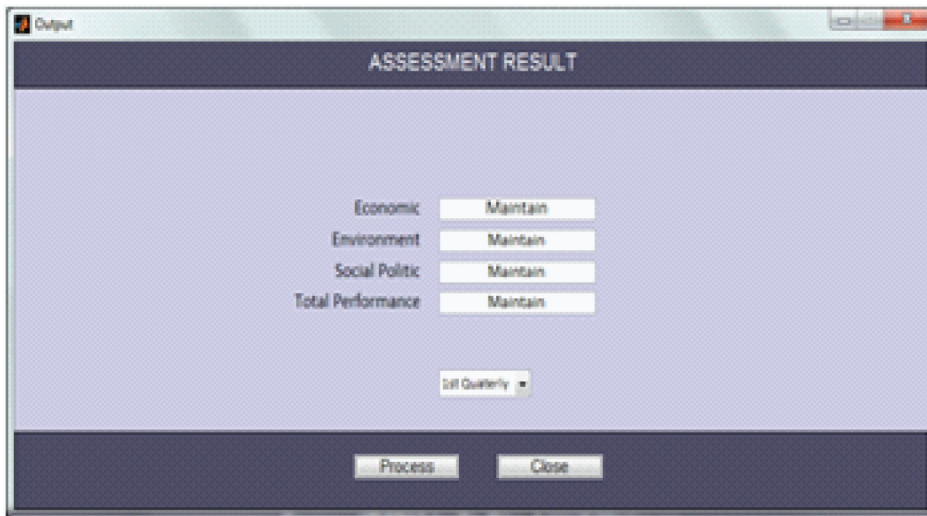 Output
ASSESSMENT RESULT
Economic Maintain
Environment Maintain
Social Politic Maintain
Total Performance Maintain
1st Quaterly
Process Close